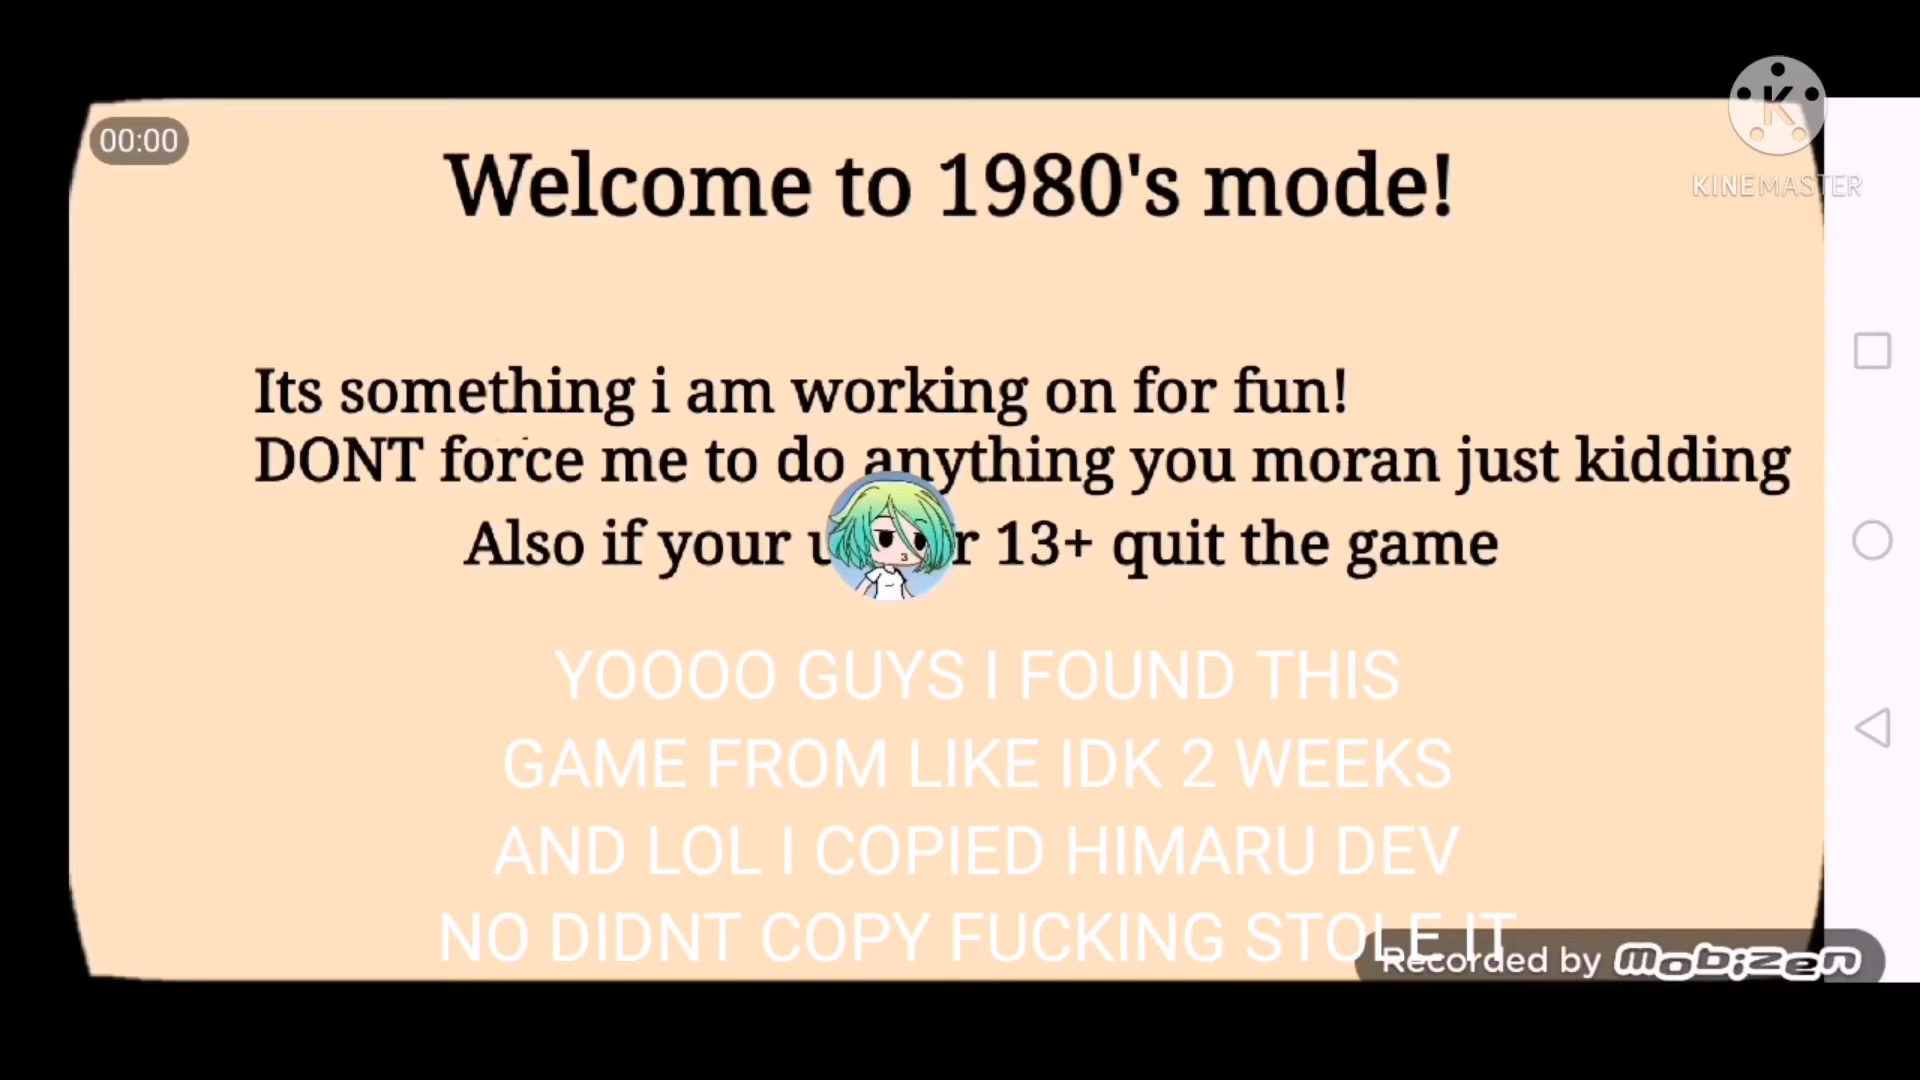 00:00
K
KINEMASTER
Welcome to 1980's mode!
Its something i am working on for fun!
DONT force me to do anything you moran just kidding
Also if your 13+ quit the game
YOOOO GUYS I FOUND THIS
GAME FROM LIKE IDK 2 WEEKS
AND LOL I COPIED HIMARU DEV
NO DIDNT COPY FUCKING STOLE IT
Recorded by mobizen